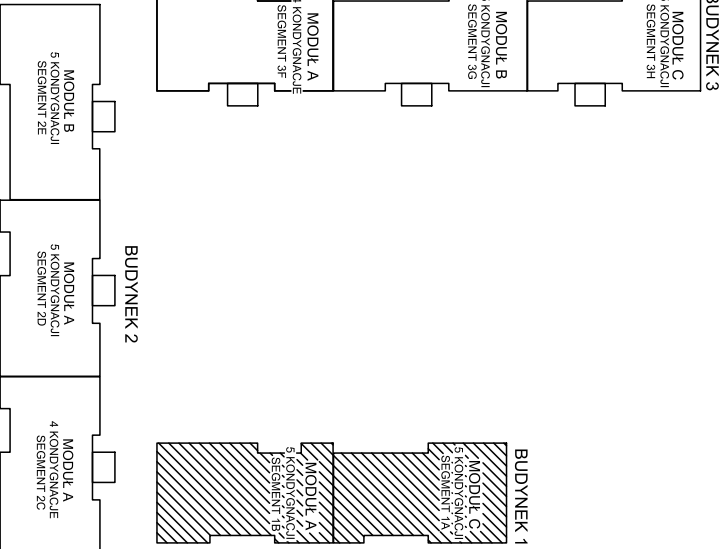 BUDYNEK 3
MODUŁ C
KONDYGNACJI
SEGMENT 3H
MODUŁ B
KONDYGNACJI
SEGMENT 3G
MODUŁ A
4 KONDYGNACJE
SEGMENT 3F
BUDYNEK 2
MODUŁ B
5 KONDYGNACJI
SEGMENT 2E
MODUŁ A
5 KONDYGNACJI
SEGMENT 2D
MODUŁ A
4 KONDYGNACJE
SEGMENT 2C
BUDYNEK 1
MODUŁ C
5 KONDYGNACJI
SEGMENT 1A
MODUŁ A
5 KONDYGNACJI
SEGMENT 1B